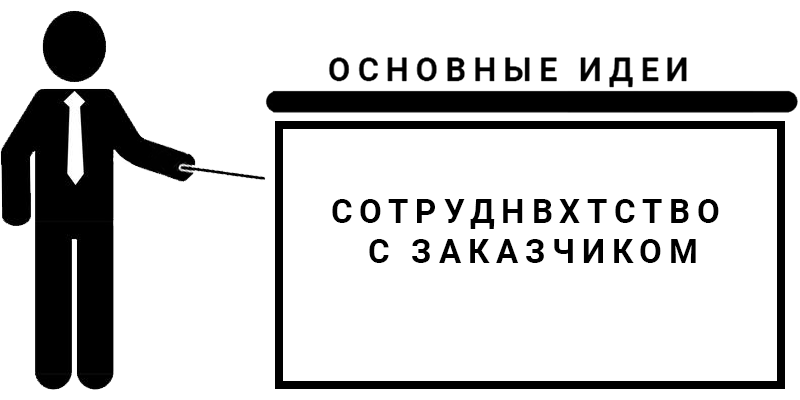 ОСНОВНЫЕ ИДЕИ
СОТРУДНВХТСТВО
С ЗАКАЗЧИКОМ